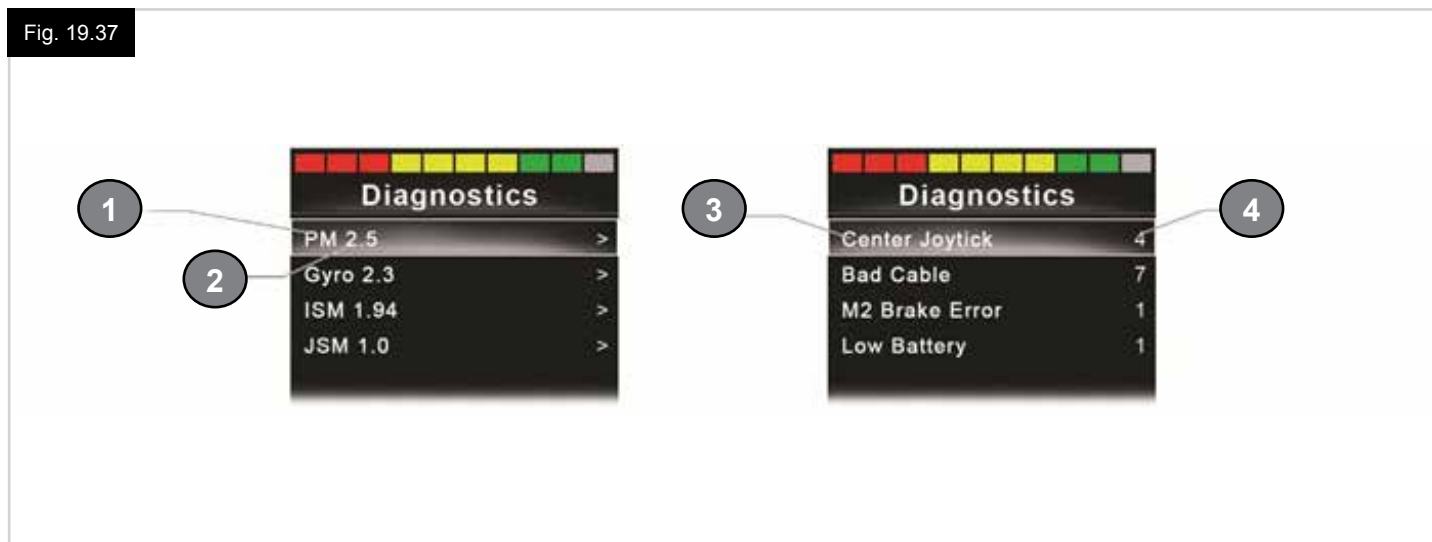 Fig. 19.37
Diagnostics
1
PM 2.5 >
2
Gyro 2.3 >
ISM 1.94 >
JSM 1.0 >
Diagnostics
3
4
Center Joytick 4
Bad Cable 7
M2 Brake Error 1
Low Battery 1